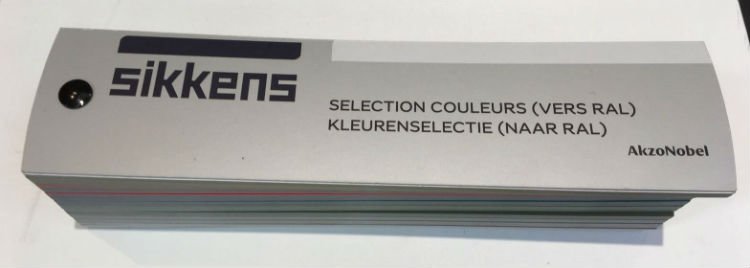 sikkens
SELECTION COULEURS (VERS RAL)
KLEURENSELECTIE (NAAR RAL)
AkzoNobel